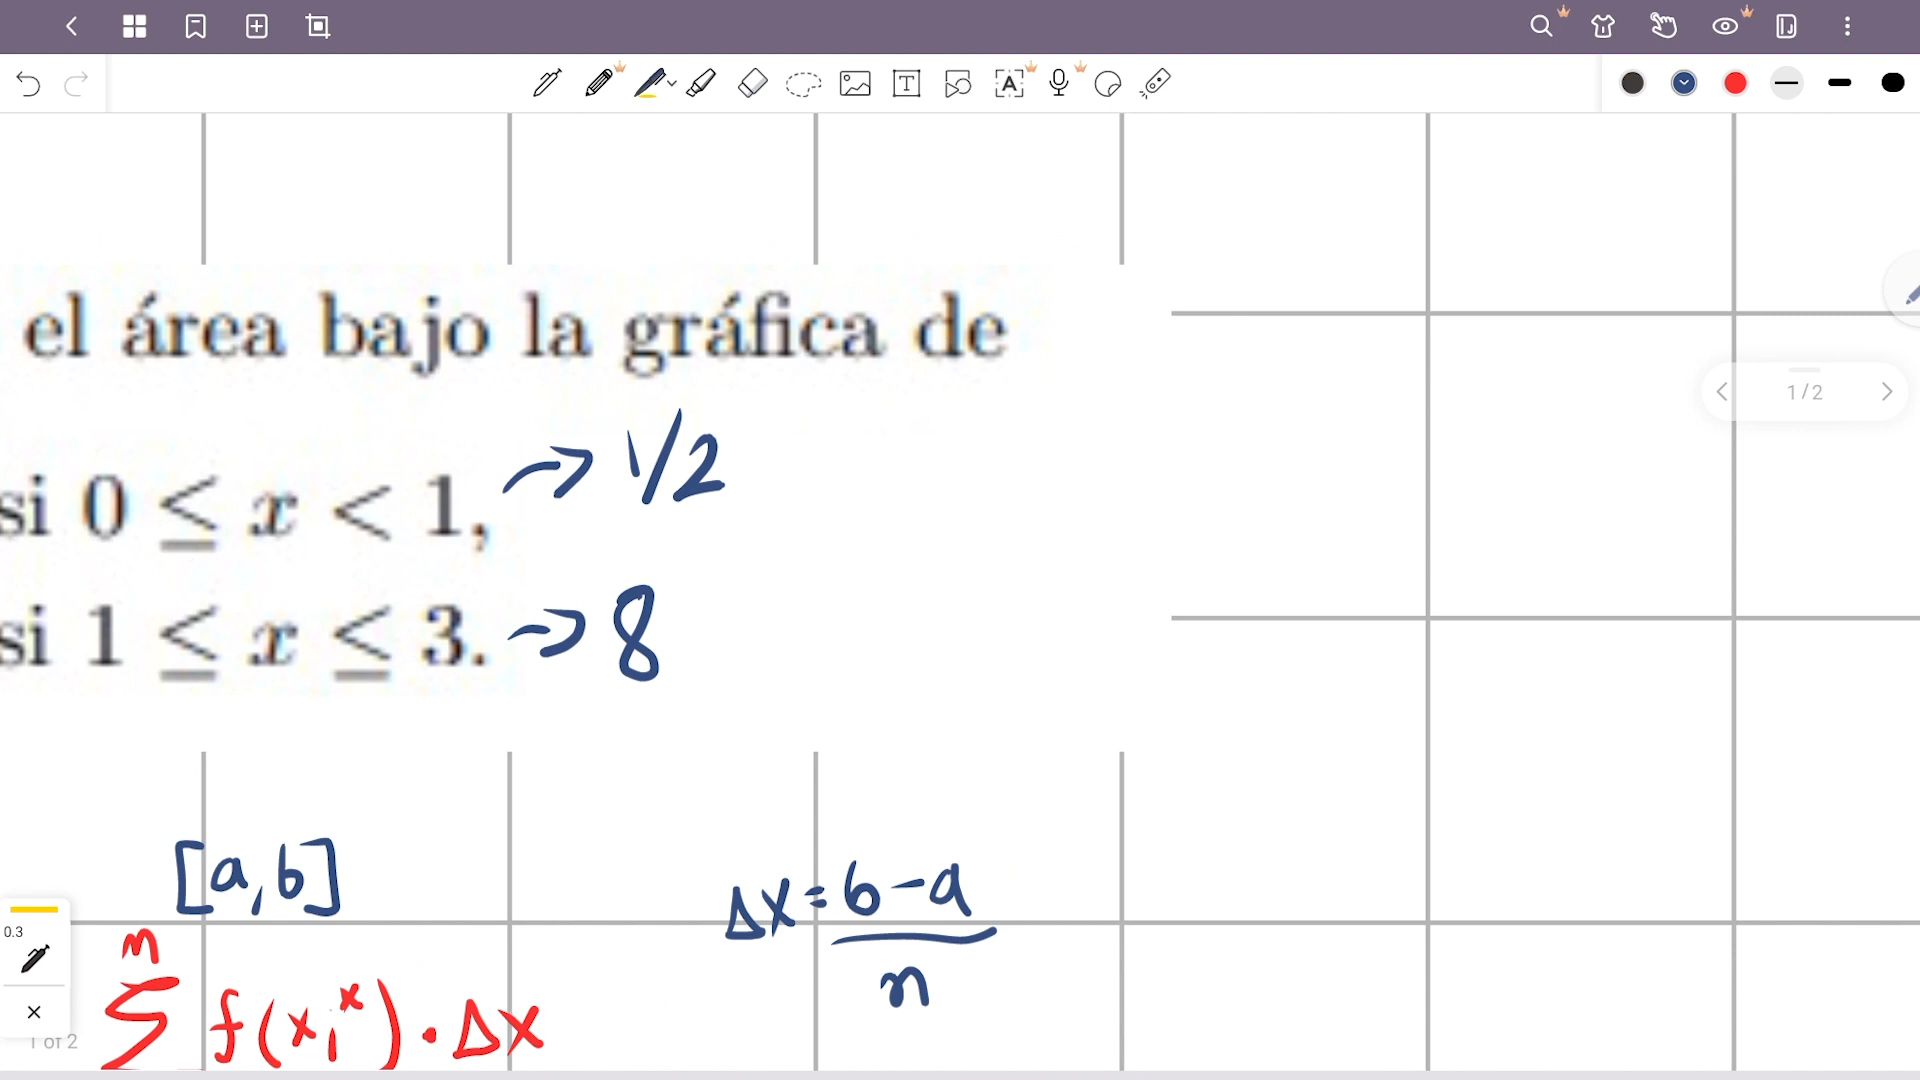 el área bajo la gráfica de
si 0 ≤ x < 1, → 1/2
si 1 ≤ x ≤ 3. → 8
1/2
[a,b]
Δx = b-a
n
0.3
n
∑ f(xi*) · Δx
1 of 2